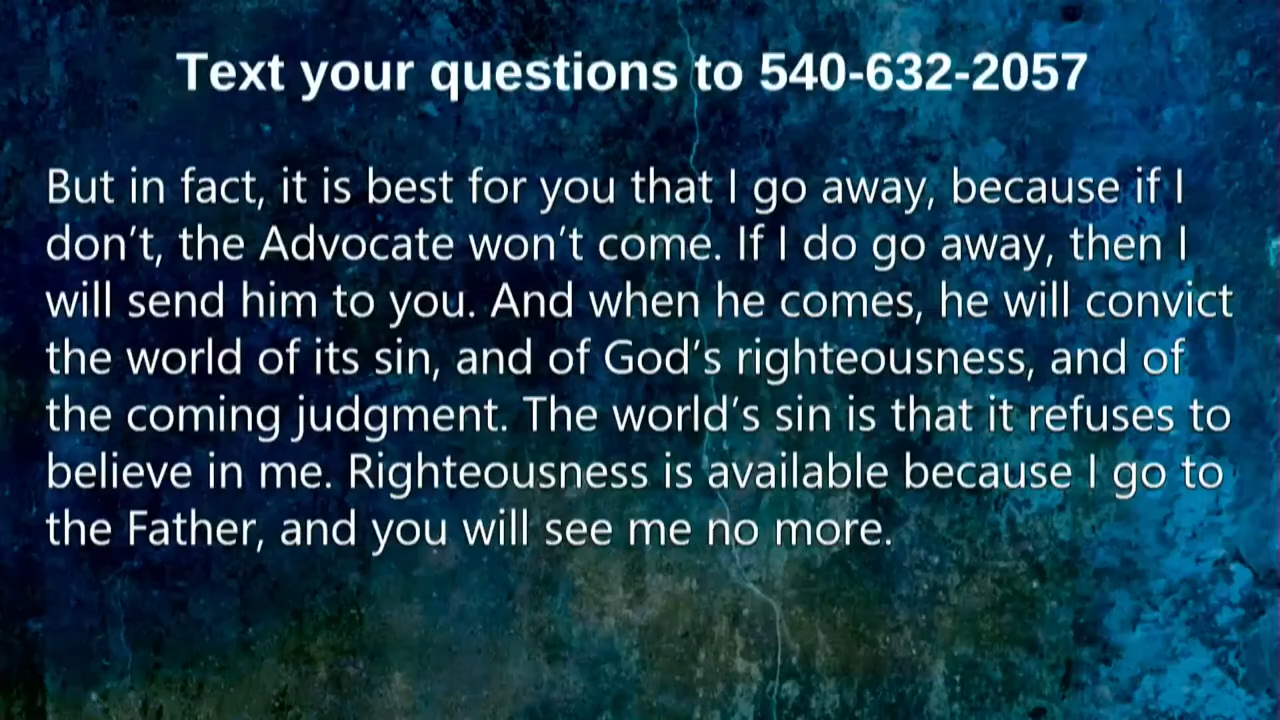 Text your questions to 540-632-2057
But in fact, it is best for you that I go away, because if I
don’t, the Advocate won’t come. If I do go away, then I
will send him to you. And when he comes, he will convict
the world of its sin, and of God’s righteousness, and of
the coming judgment. The world’s sin is that it refuses to
believe in me. Righteousness is available because I go to
the Father, and you will see me no more.